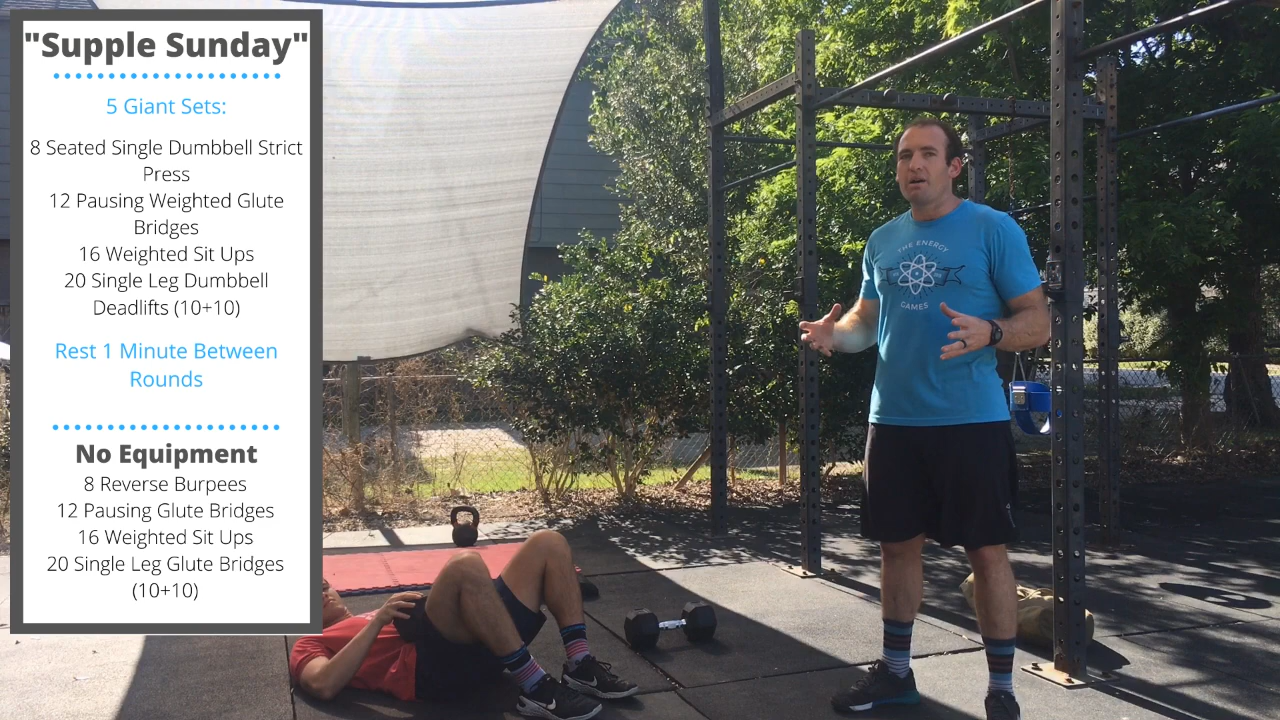 "Supple Sunday"
5 Giant Sets:
8 Seated Single Dumbbell Strict
Press
12 Pausing Weighted Glute
Bridges
16 Weighted Sit Ups
20 Single Leg Dumbbell
Deadlifts (10+10)
Rest 1 Minute Between
Rounds
No Equipment
8 Reverse Burpees
12 Pausing Glute Bridges
16 Weighted Sit Ups
20 Single Leg Glute Bridges
(10+10)
THE ENERGY
GAMES